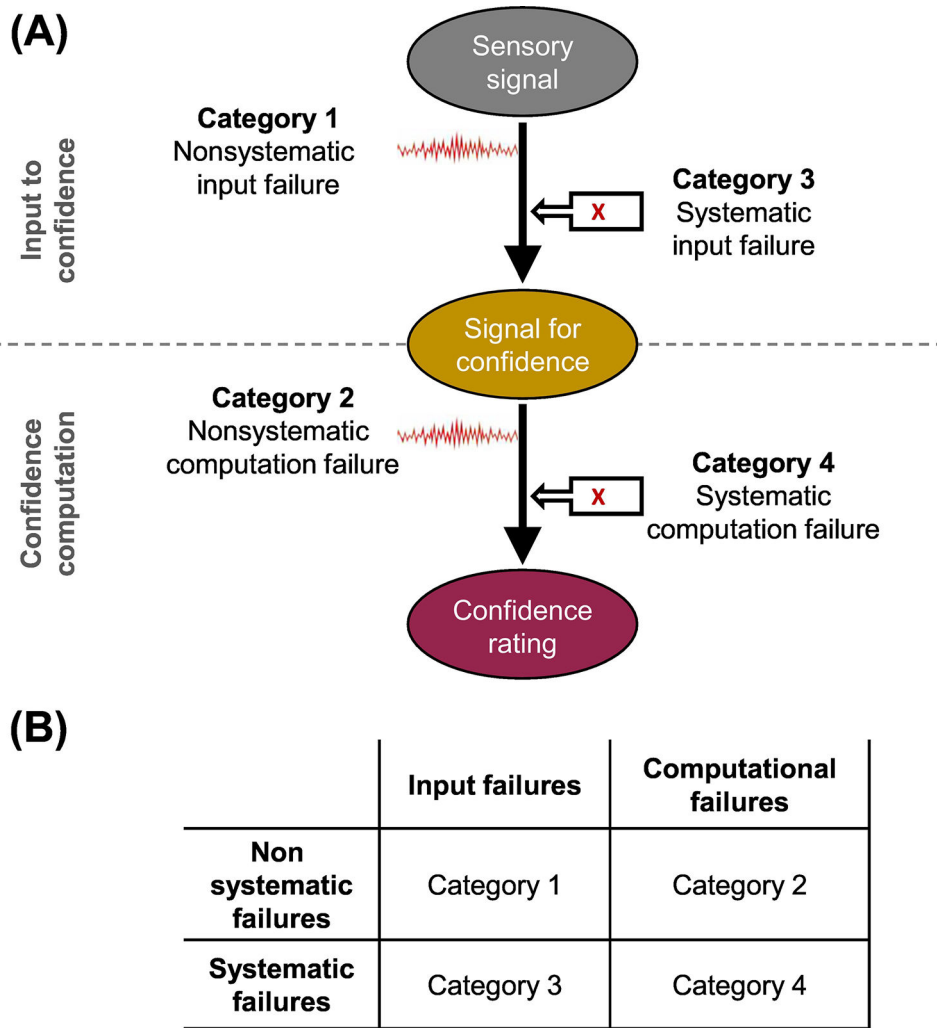 (A)
Sensory
signal
Category 1
Nonsystematic
input failure
Input to
confidence
X
Category 3
Systematic
input failure
Signal for
confidence
Category 2
Nonsystematic
computation failure
Confidence
computation
X
Category 4
Systematic
computation failure
Confidence
rating
(B)
Input failures
Computational
failures
Non
systematic
failures
Category 1
Category 2
Systematic
failures
Category 3
Category 4